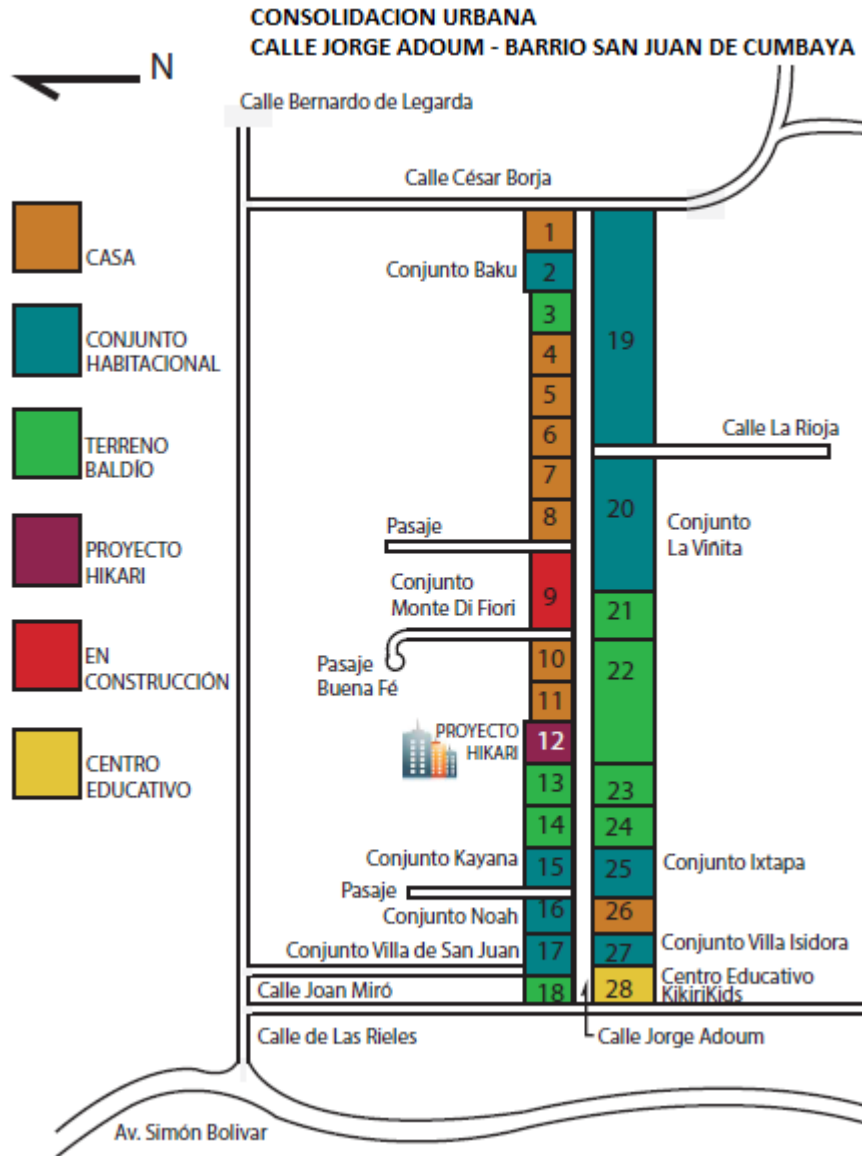 CONSOLIDACION URBANA
CALLE JORGE ADOUM - BARRIO SAN JUAN DE CUMBAYA
N
Calle Bernardo de Legarda
Calle César Borja
CASA
CONJUNTO
HABITACIONAL
TERRENO
BALDÍO
PROYECTO
HIKARI
EN
CONSTRUCCIÓN
CENTRO
EDUCATIVO
1
Conjunto Baku
2
3
4
5
6
7
8
Pasaje
Conjunto
Monte Di Fiori
9
Pasaje
Buena Fé
10
11
PROYECTO
HIKARI
12
13
14
Conjunto Kayana
15
Pasaje
Conjunto Noah
16
Conjunto Villa de San Juan
17
Calle Joan Miró
18
19
Calle La Rioja
20
Conjunto
La Viñita
21
22
23
24
25
Conjunto Ixtapa
26
27
Conjunto Villa Isidora
28
Centro Educativo
KikiriKids
Calle de Las Rieles
Calle Jorge Adoum
Av. Simón Bolivar